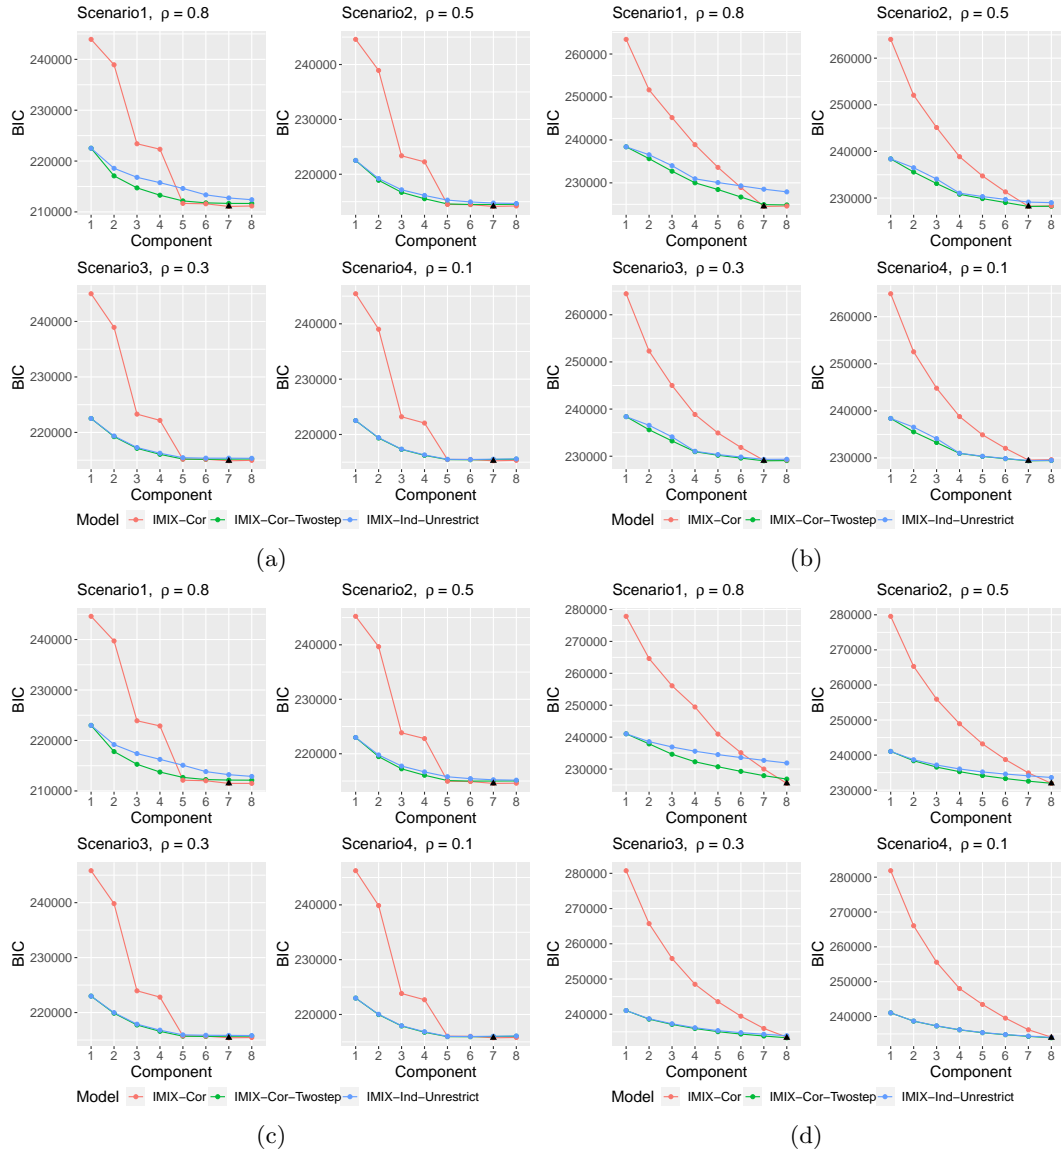 Scenario1, ρ = 0.8
BIC
240000
230000
220000
210000
1 2 3 4 5 6 7 8
Component
Scenario2, ρ = 0.5
BIC
240000
230000
220000
1 2 3 4 5 6 7 8
Component
Scenario3, ρ = 0.3
BIC
240000
230000
220000
1 2 3 4 5 6 7 8
Component
Scenario4, ρ = 0.1
BIC
240000
230000
220000
1 2 3 4 5 6 7 8
Component
Model IMIX−Cor IMIX−Cor−Twostep IMIX−Ind−Unrestrict
(a)
Scenario1, ρ = 0.8
BIC
260000
250000
240000
230000
1 2 3 4 5 6 7 8
Component
Scenario2, ρ = 0.5
BIC
260000
250000
240000
230000
1 2 3 4 5 6 7 8
Component
Scenario3, ρ = 0.3
BIC
260000
250000
240000
230000
1 2 3 4 5 6 7 8
Component
Scenario4, ρ = 0.1
BIC
260000
250000
240000
230000
1 2 3 4 5 6 7 8
Component
Model IMIX−Cor IMIX−Cor−Twostep IMIX−Ind−Unrestrict
(b)
Scenario1, ρ = 0.8
BIC
240000
230000
220000
210000
1 2 3 4 5 6 7 8
Component
Scenario2, ρ = 0.5
BIC
240000
230000
220000
1 2 3 4 5 6 7 8
Component
Scenario3, ρ = 0.3
BIC
240000
230000
220000
1 2 3 4 5 6 7 8
Component
Scenario4, ρ = 0.1
BIC
240000
230000
220000
1 2 3 4 5 6 7 8
Component
Model IMIX−Cor IMIX−Cor−Twostep IMIX−Ind−Unrestrict
(c)
Scenario1, ρ = 0.8
BIC
280000
270000
260000
250000
240000
230000
1 2 3 4 5 6 7 8
Component
Scenario2, ρ = 0.5
BIC
280000
270000
260000
250000
240000
230000
1 2 3 4 5 6 7 8
Component
Scenario3, ρ = 0.3
BIC
280000
270000
260000
250000
240000
1 2 3 4 5 6 7 8
Component
Scenario4, ρ = 0.1
BIC
280000
270000
260000
250000
240000
1 2 3 4 5 6 7 8
Component
Model IMIX−Cor IMIX−Cor−Twostep IMIX−Ind−Unrestrict
(d)